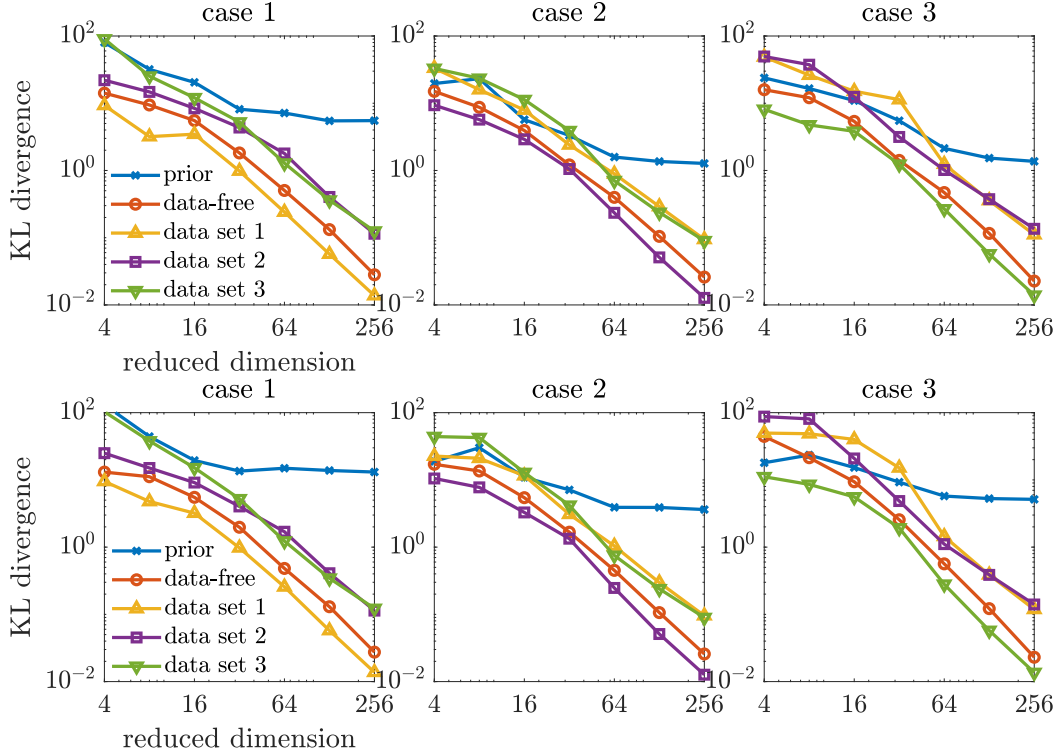 case 1
case 2
case 3
KL divergence
10^2
10^0
10^-2
prior
data-free
data set 1
data set 2
data set 3
4 16 64 256
reduced dimension
10^2
10^0
10^-2
4 16 64 256
10^2
10^0
10^-2
4 16 64 256
case 1
case 2
case 3
KL divergence
10^2
10^0
10^-2
prior
data-free
data set 1
data set 2
data set 3
4 16 64 256
reduced dimension
10^2
10^0
10^-2
4 16 64 256
10^2
10^0
10^-2
4 16 64 256